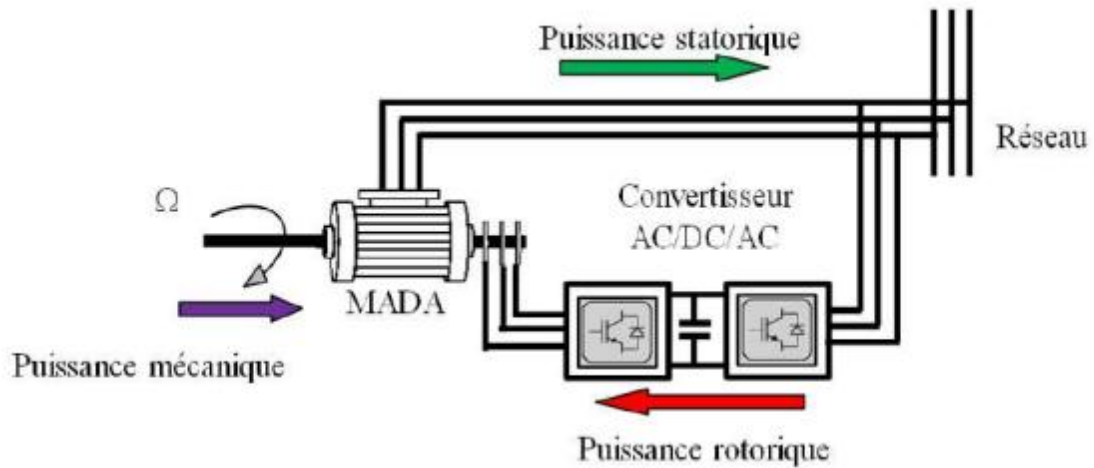 Puissance statorique
Réseau
Ω
Convertisseur
AC/DC/AC
MADA
Puissance mécanique
Puissance rotorique